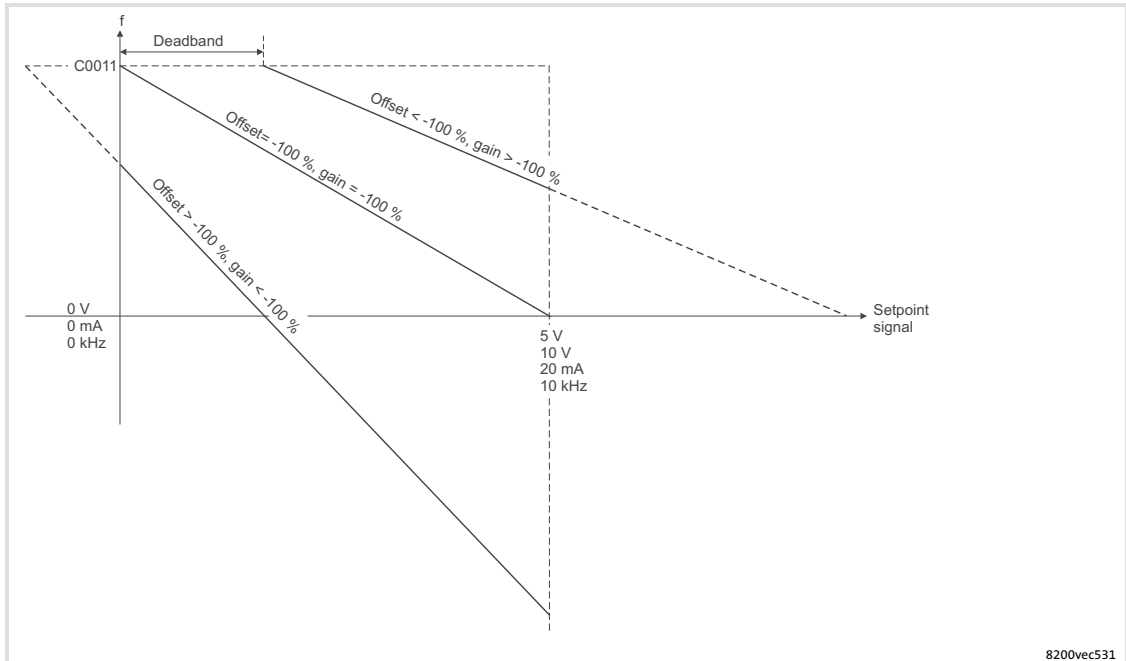 f
Deadband
C0011
Offset < -100 %, gain > -100 %
Offset= -100 %, gain = -100 %
Offset > -100 %, gain < -100 %
0 V
0 mA
0 kHz
Setpoint
signal
5 V
10 V
20 mA
10 kHz
8200vec531